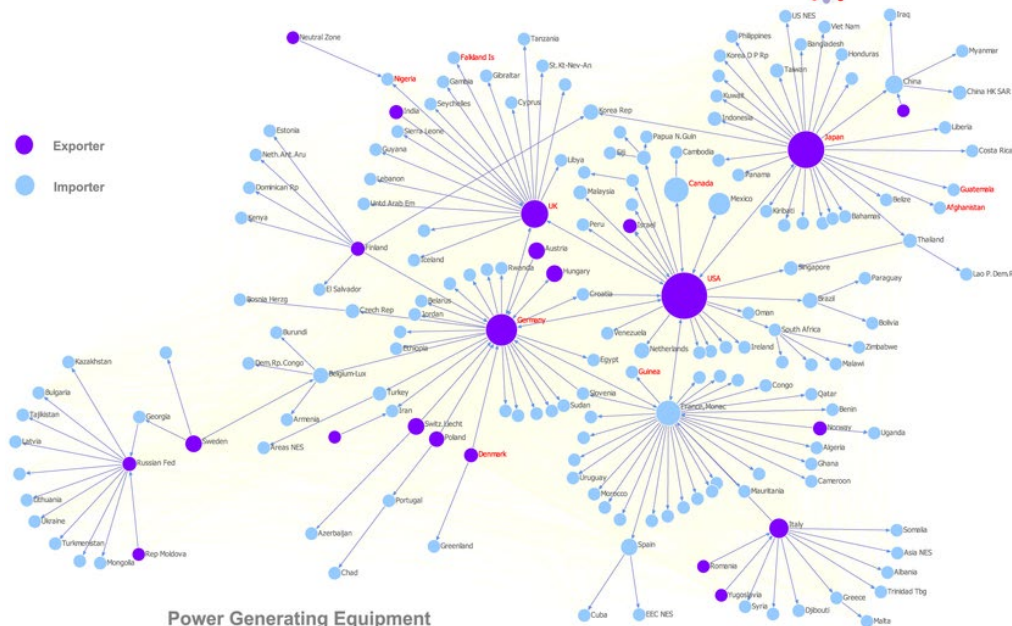 Iraq
US NES
Viet Nam
Philippines
Neutral Zone
Tanzania
Bangladesh
Myanmar
Korea D P Rp
Honduras
Falkland Is
St.Kt-Nev-An
Taiwan
Nigeria
Gambia
Gibraltar
China
China HK SAR
Kuwait
Seychelles
Cyprus
India
Korea Rep
Indonesia
Liberia
Estonia
Sierra Leone
Papua N.Guin
Japan
Exporter
Guyana
Fiji
Cambodia
Costa Rica
Neth.Ant.Aru
Libya
Lebanon
Panama
Importer
Dominican Rp
Malaysia
Canada
Guatemala
Untd Arab Em
Mexico
Belize
Kenya
UK
Kiribati
Afghanistan
Peru
Israel
Bahamas
Finland
Austria
Thailand
Iceland
Rwanda
Hungary
Singapore
Lao P.Dem.R
El Salvador
USA
Paraguay
Bosnia Herzg
Belarus
Croatia
Brazil
Czech Rep
Jordan
Germany
Oman
Bolivia
Burundi
Venezuela
South Africa
Ethiopia
Netherlands
Ireland
Zimbabwe
Kazakhstan
Dem.Rp.Congo
Egypt
Malawi
Belgium-Lux
Guinea
Bulgaria
Turkey
Slovenia
Congo
Qatar
Tajikistan
Georgia
Armenia
Iran
Sudan
France,Monac
Benin
Switz.Liecht
Norway
Uganda
Latvia
Sweden
Areas NES
Poland
Algeria
Russian Fed
Denmark
Ghana
Uruguay
Cameroon
Lithuania
Morocco
Mauritania
Portugal
Ukraine
Azerbaijan
Italy
Somalia
Turkmenistan
Greenland
Spain
Asia NES
Mongolia
Rep Moldova
Romania
Albania
Chad
Trinidad Tbg
Yugoslavia
Greece
Syria
Djibouti
Cuba
EEC NES
Malta
Power Generating Equipment